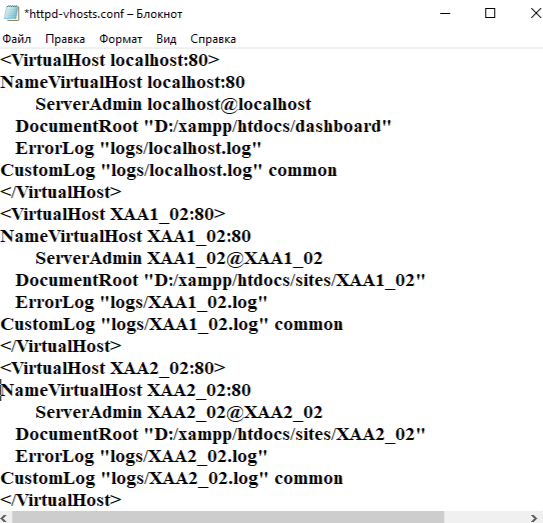 *httpd-vhosts.conf – Блокнот
Файл Правка Формат Вид Справка
<VirtualHost localhost:80>
NameVirtualHost localhost:80
ServerAdmin localhost@localhost
DocumentRoot "D:/xampp/htdocs/dashboard"
ErrorLog "logs/localhost.log"
CustomLog "logs/localhost.log" common
</VirtualHost>
<VirtualHost XAA1_02:80>
NameVirtualHost XAA1_02:80
ServerAdmin XAA1_02@XAA1_02
DocumentRoot "D:/xampp/htdocs/sites/XAA1_02"
ErrorLog "logs/XAA1_02.log"
CustomLog "logs/XAA1_02.log" common
</VirtualHost>
<VirtualHost XAA2_02:80>
NameVirtualHost XAA2_02:80
ServerAdmin XAA2_02@XAA2_02
DocumentRoot "D:/xampp/htdocs/sites/XAA2_02"
ErrorLog "logs/XAA2_02.log"
CustomLog "logs/XAA2_02.log" common
</VirtualHost>